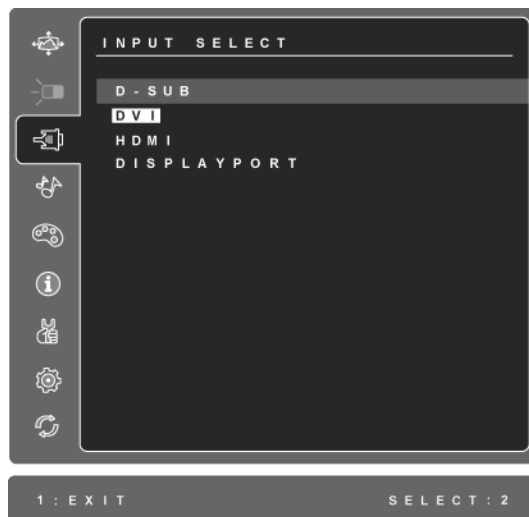 INPUT SELECT
D-SUB
DVI
HDMI
DISPLAYPORT
1:EXIT SELECT:2